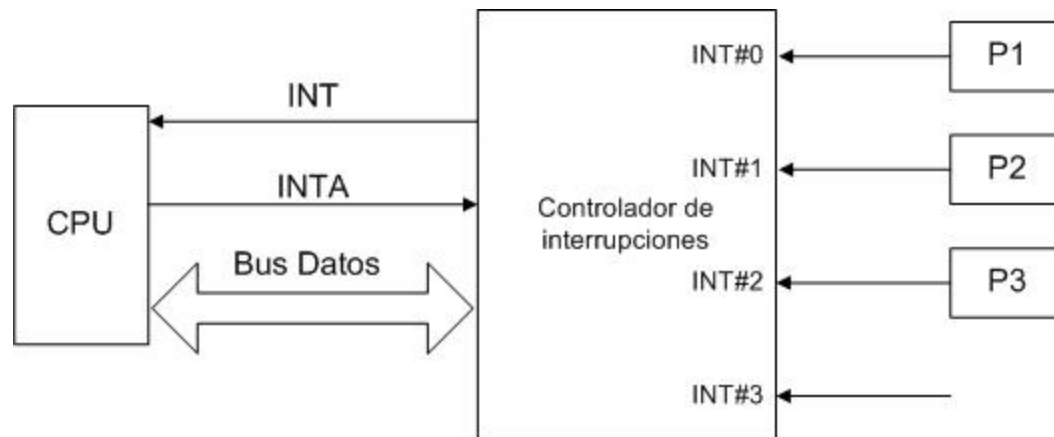 INT#0
P1
INT
INT#1
P2
INTA
CPU
Controlador de
interrupciones
Bus Datos
INT#2
P3
INT#3